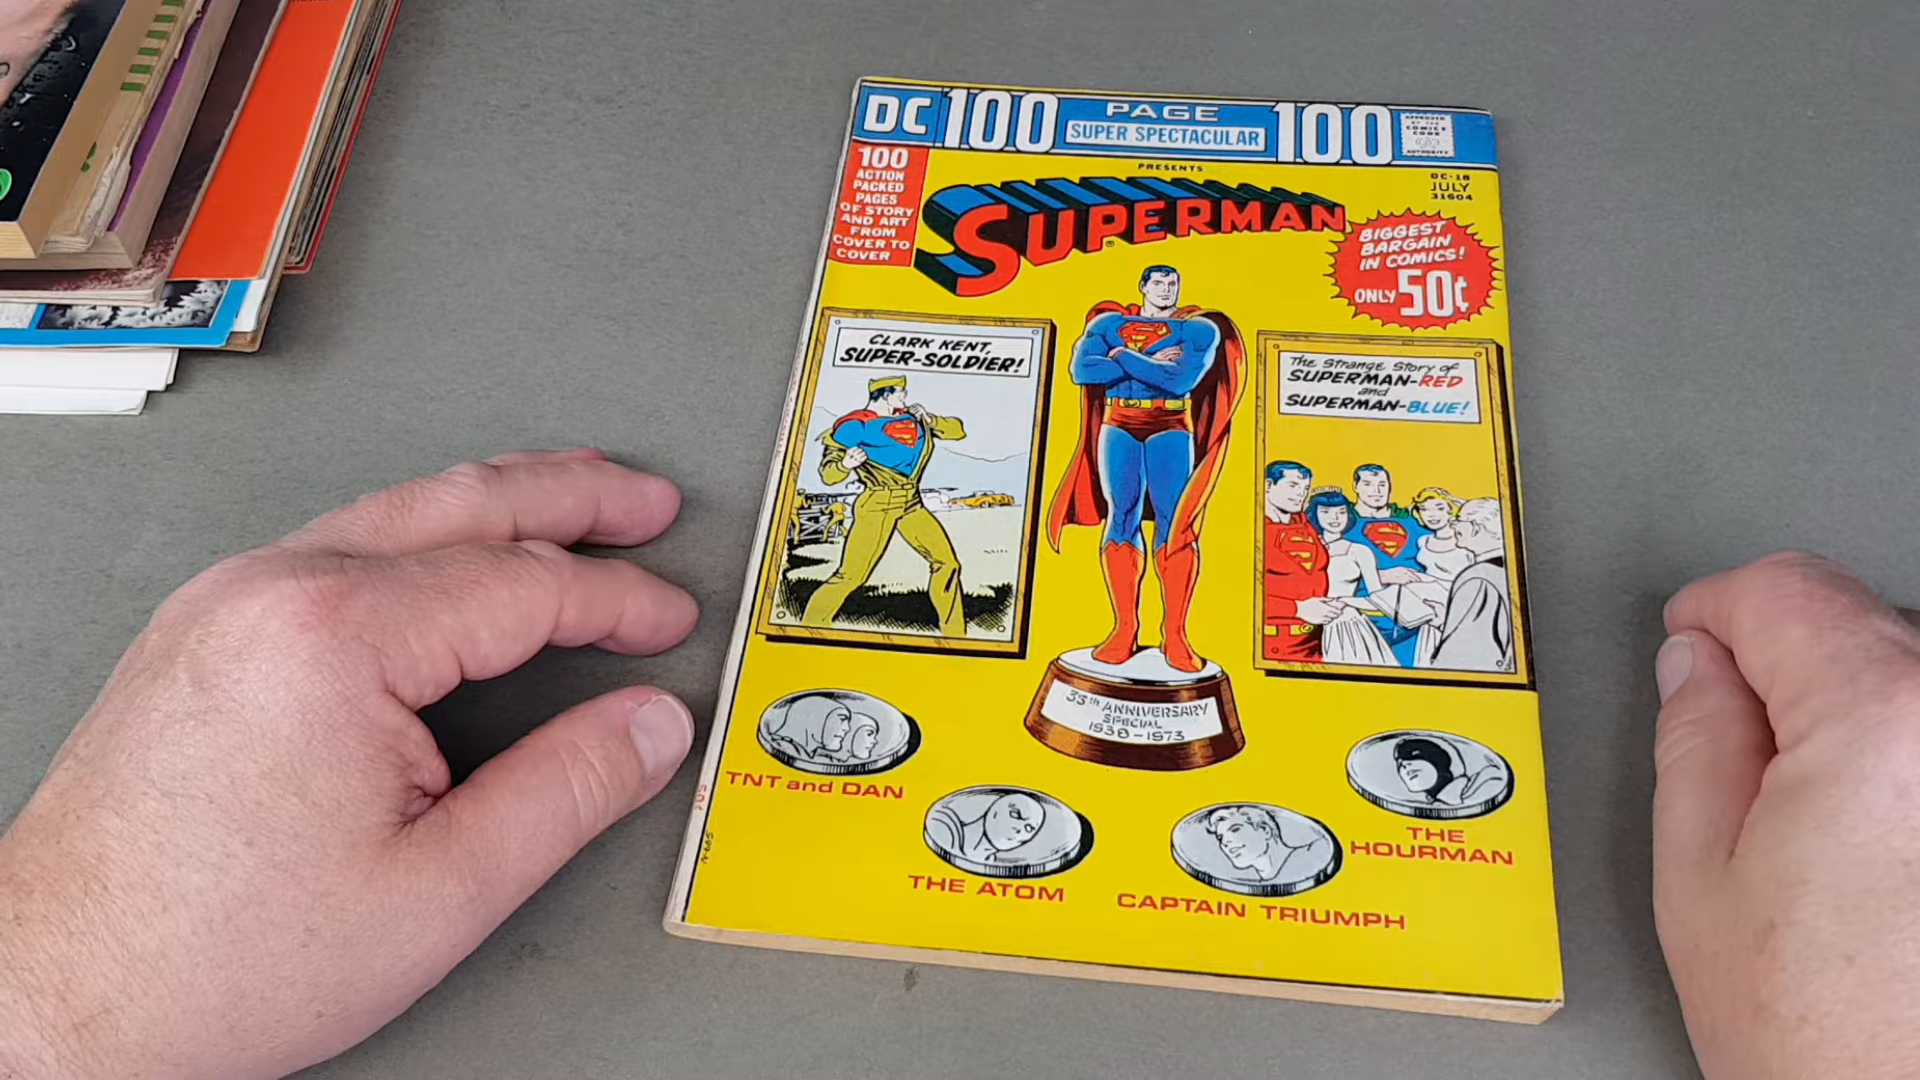 DC 100 PAGE 100
SUPER SPECTACULAR
APPROVED
BY THE
COMICS
CODE
AUTHORITY
PRESENTS
100
ACTION
PACKED
PAGES
OF STORY
AND ART
FROM
COVER TO
COVER
DC-18
JULY
31604
SUPERMAN
BIGGEST
BARGAIN
IN COMICS!
ONLY 50¢
CLARK KENT,
SUPER-SOLDIER!
The Strange Story of
SUPERMAN-RED
and
SUPERMAN-BLUE!
35th ANNIVERSARY
SPECIAL
1938-1973
TNT and DAN
THE ATOM
CAPTAIN TRIUMPH
THE
HOURMAN
N-665